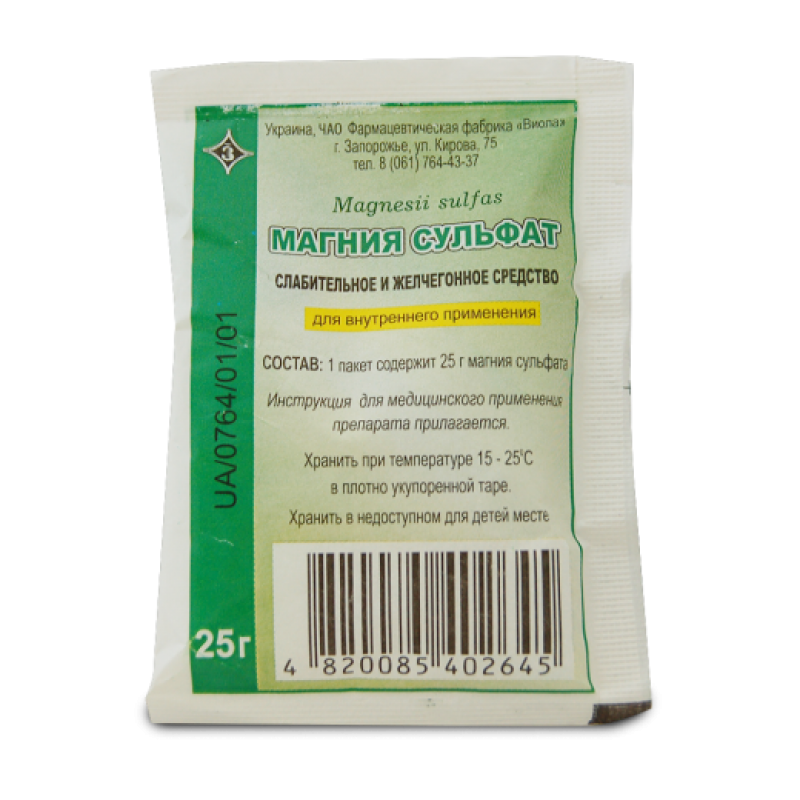 Украина, ЧАО Фармацевтическая фабрика «Виола»
г. Запорожье, ул. Кирова, 75
тел. 8 (061) 764-43-37
З
Magnesii sulfas
МАГНИЯ СУЛЬФАТ
СЛАБИТЕЛЬНОЕ И ЖЕЛЧЕГОННОЕ СРЕДСТВО
для внутреннего применения
СОСТАВ: 1 пакет содержит 25 г магния сульфата
Инструкция для медицинского применения
препарата прилагается.
Хранить при температуре 15 - 25°С
в плотно укупоренной таре.
Хранить в недоступном для детей месте
UA/0764/01/01
25г
4 820085 402645